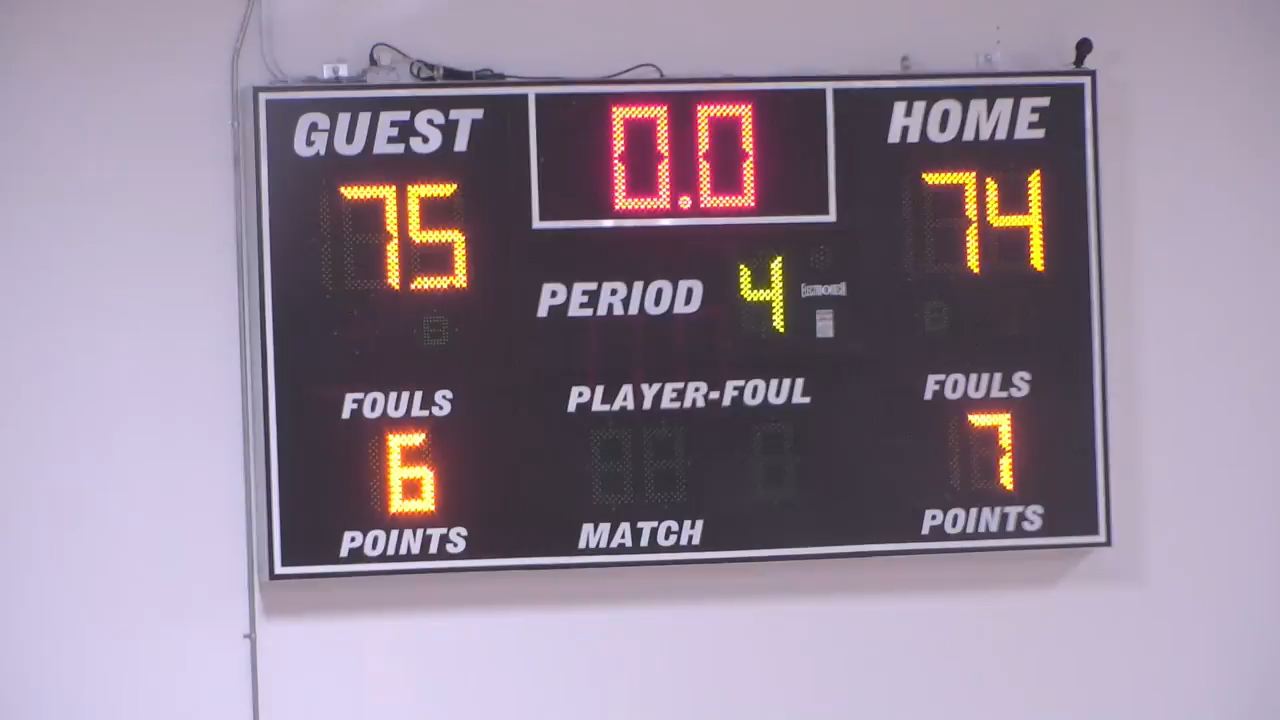 GUEST 0.0 HOME
75 74
PERIOD 4
FOULS PLAYER-FOUL FOULS
6 7
POINTS MATCH POINTS